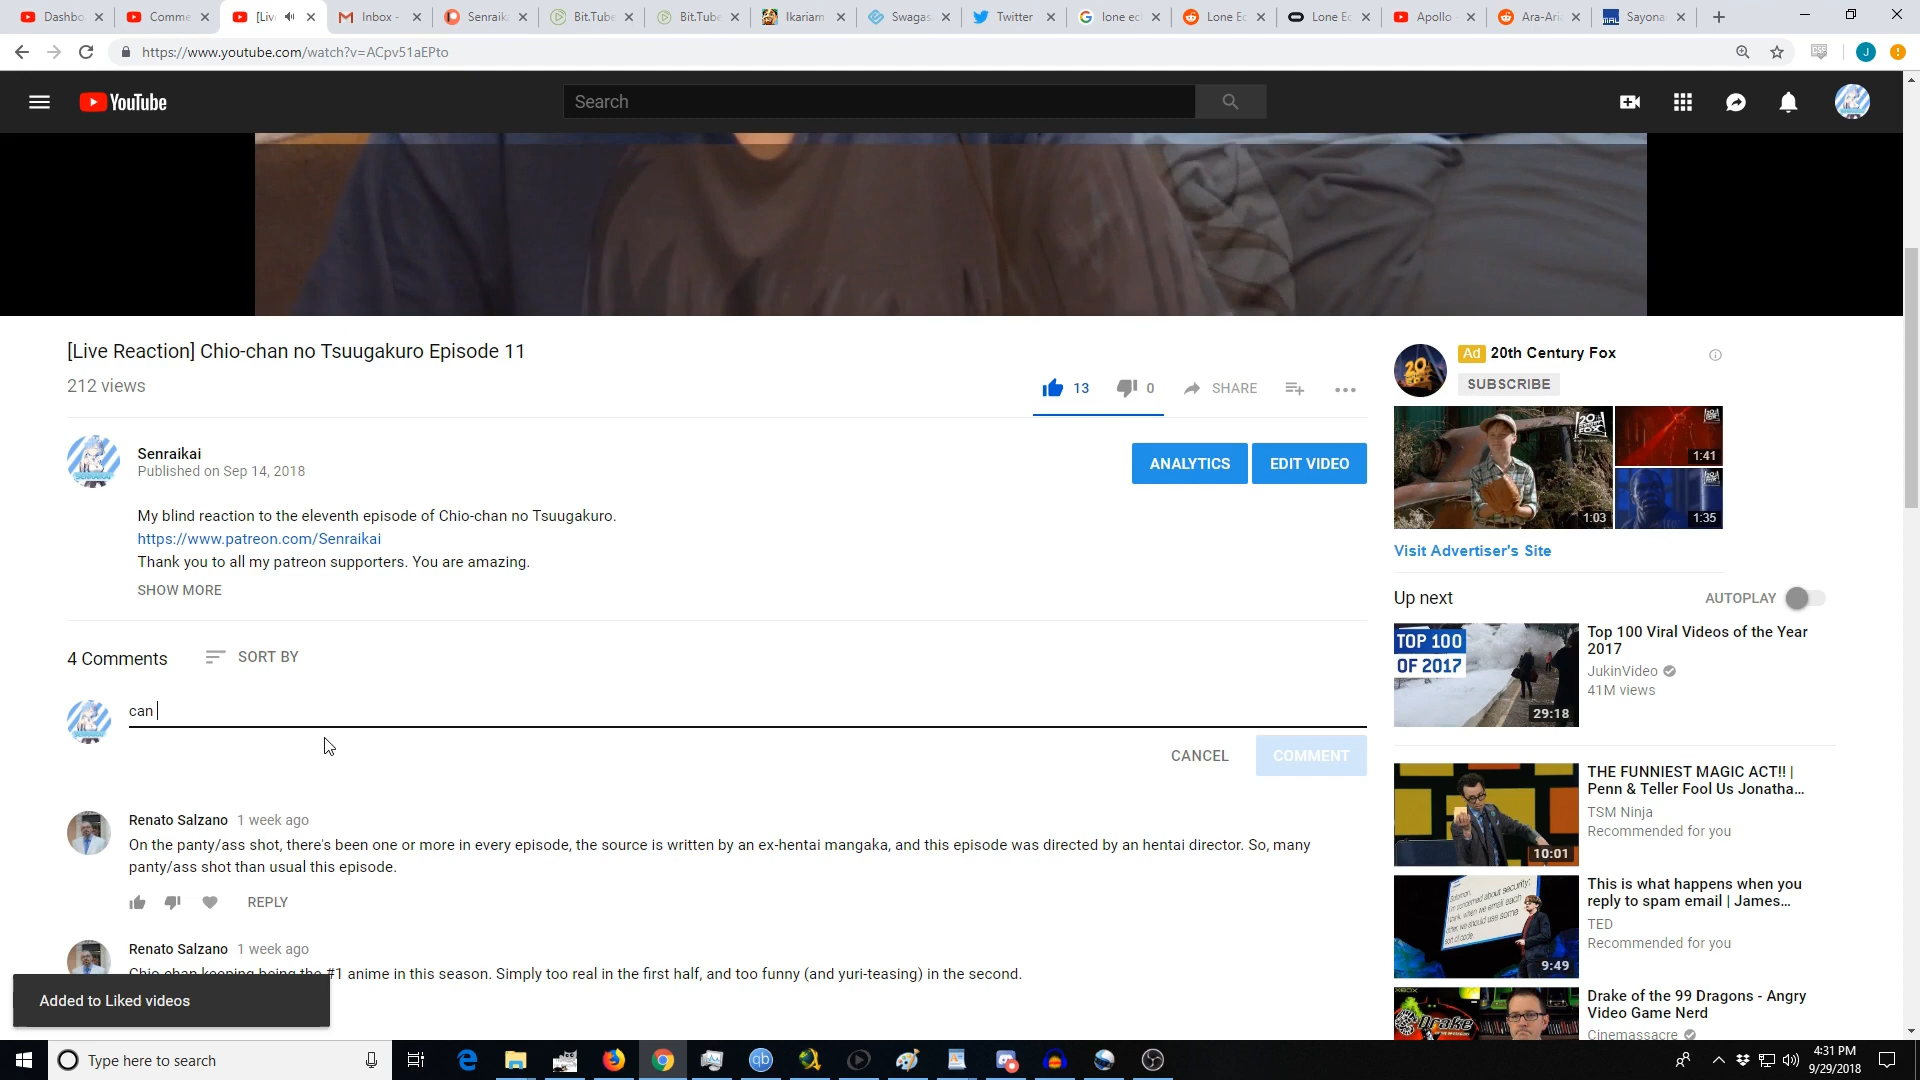 Dashbo
Comme
[Liv
Inbox -
Senraik
Bit.Tube
Bit.Tube
Ikariam
Swagas
Twitter
lone ec
Lone Ec
Lone Ec
Apollo
Ara-Ara
Sayona
https://www.youtube.com/watch?v=ACpv51aEPto
YouTube
Search
[Live Reaction] Chio-chan no Tsuugakuro Episode 11
212 views
13
0
SHARE
Senraikai
Published on Sep 14, 2018
ANALYTICS
EDIT VIDEO
My blind reaction to the eleventh episode of Chio-chan no Tsuugakuro.
https://www.patreon.com/Senraikai
Thank you to all my patreon supporters. You are amazing.
SHOW MORE
4 Comments
SORT BY
can
CANCEL
COMMENT
Renato Salzano 1 week ago
On the panty/ass shot, there's been one or more in every episode, the source is written by an ex-hentai mangaka, and this episode was directed by an hentai director. So, many
panty/ass shot than usual this episode.
REPLY
Renato Salzano 1 week ago
Chio-chan keeping being the #1 anime in this season. Simply too real in the first half, and too funny (and yuri-teasing) in the second.
Added to Liked videos
Ad 20th Century Fox
SUBSCRIBE
1:03
1:41
1:35
Visit Advertiser's Site
Up next
AUTOPLAY
TOP 100
OF 2017
29:18
Top 100 Viral Videos of the Year
2017
JukinVideo
41M views
10:01
THE FUNNIEST MAGIC ACT!! |
Penn & Teller Fool Us Jonatha...
TSM Ninja
Recommended for you
9:49
This is what happens when you
reply to spam email | James...
TED
Recommended for you
Drake of the 99 Dragons - Angry
Video Game Nerd
Cinemassacre
Type here to search
4:31 PM
9/29/2018